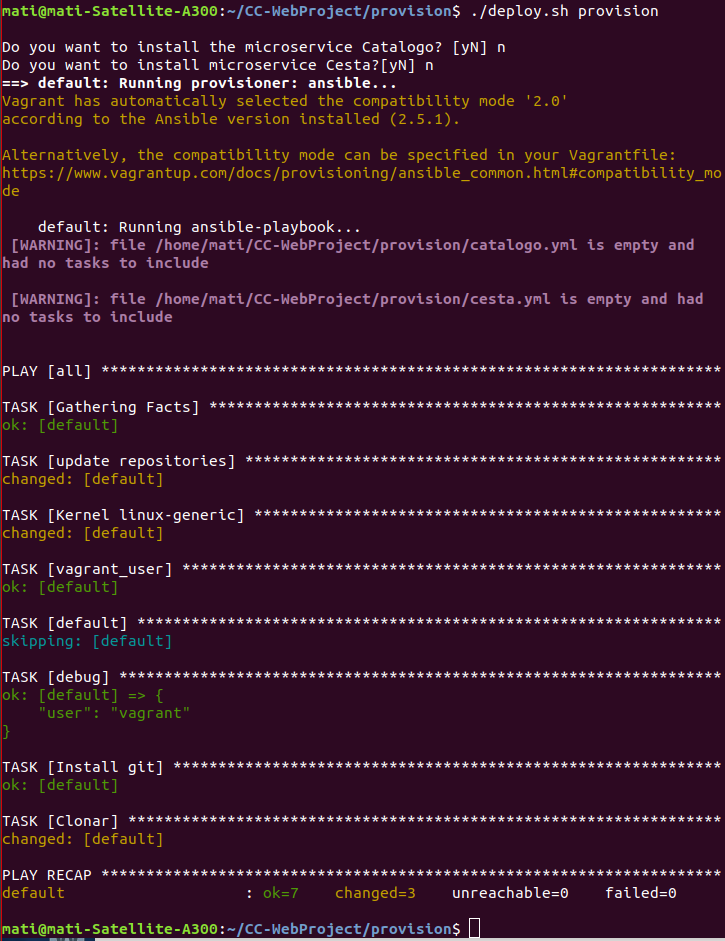 mati@mati-Satellite-A300:~/CC-WebProject/provision$ ./deploy.sh provision
Do you want to install the microservice Catalogo? [yN] n
Do you want to install microservice Cesta?[yN] n
==> default: Running provisioner: ansible...
Vagrant has automatically selected the compatibility mode '2.0'
according to the Ansible version installed (2.5.1).
Alternatively, the compatibility mode can be specified in your Vagrantfile:
https://www.vagrantup.com/docs/provisioning/ansible_common.html#compatibility_mo
de
    default: Running ansible-playbook...
 [WARNING]: file /home/mati/CC-WebProject/provision/catalogo.yml is empty and
had no tasks to include
 [WARNING]: file /home/mati/CC-WebProject/provision/cesta.yml is empty and had
no tasks to include
PLAY [all] *********************************************************************
TASK [Gathering Facts] *********************************************************
ok: [default]
TASK [update repositories] *****************************************************
changed: [default]
TASK [Kernel linux-generic] ****************************************************
changed: [default]
TASK [vagrant_user] ************************************************************
ok: [default]
TASK [default] *****************************************************************
skipping: [default]
TASK [debug] *******************************************************************
ok: [default] => {
    "user": "vagrant"
}
TASK [Install git] *************************************************************
ok: [default]
TASK [Clonar] ******************************************************************
changed: [default]
PLAY RECAP *********************************************************************
default                    : ok=7    changed=3    unreachable=0    failed=0
mati@mati-Satellite-A300:~/CC-WebProject/provision$